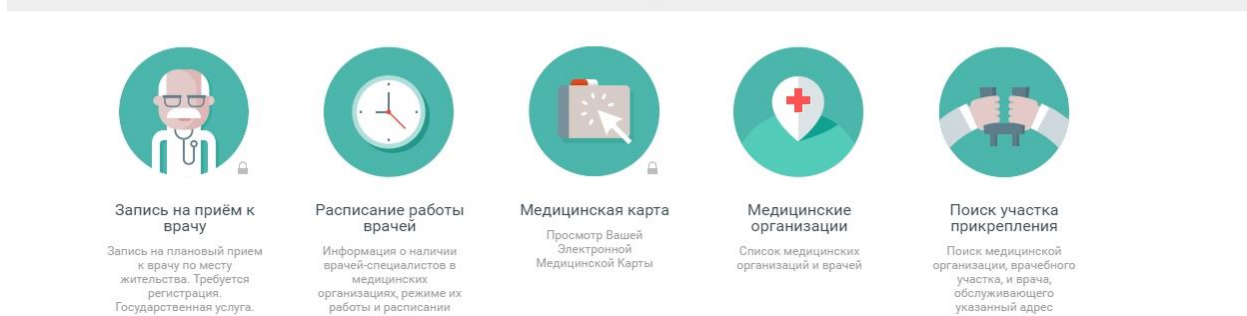 Запись на приём к
врачу
Запись на плановый прием
к врачу по месту
жительства. Требуется
регистрация.
Государственная услуга.
Расписание работы
врачей
Информация о наличии
врачей-специалистов в
медицинских
организациях, режиме их
работы и расписании
Медицинская карта
Просмотр Вашей
Электронной
Медицинской Карты
Медицинские
организации
Список медицинских
организаций и врачей
Поиск участка
прикрепления
Поиск медицинской
организации, врачебного
участка, и врача,
обслуживающего
указанный адрес